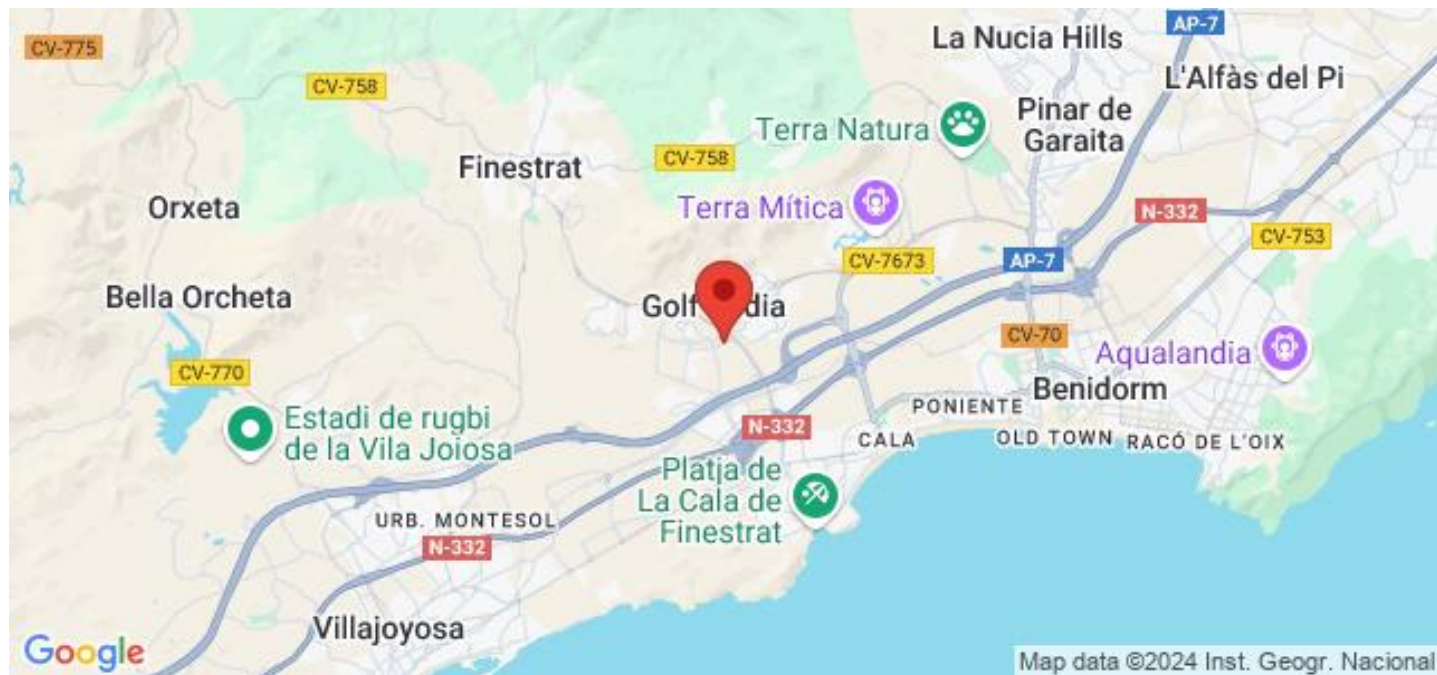 AP-7
La Nucia Hills
CV-775
L'Alfàs del Pi
CV-758
Pinar de
Garaita
Terra Natura
CV-758
Finestrat
Orxeta
Terra Mítica
N-332
CV-753
CV-7673
AP-7
Bella Orcheta
Golf dia
CV-70
Aqualandia
CV-770
Benidorm
PONIENTE
Estadi de rugbi
de la Vila Joiosa
N-332
CALA
OLD TOWN
RACÓ DE L'OIX
Platja de
La Cala de
Finestrat
URB. MONTESOL
N-332
Villajoyosa
Google
Map data ©2024 Inst. Geogr. Nacional